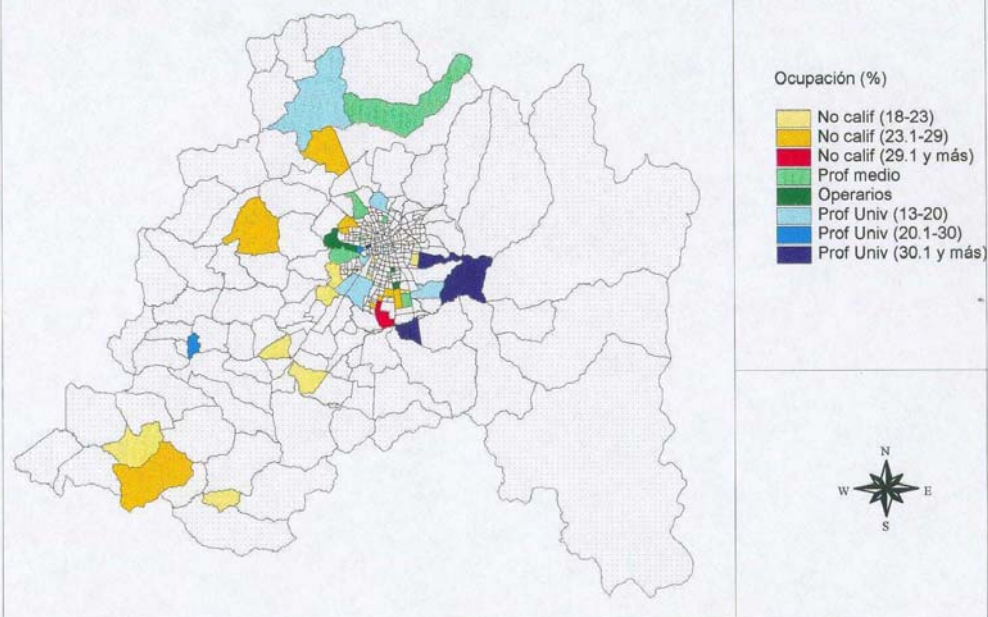 Ocupación (%)
No calif (18-23)
No calif (23.1-29)
No calif (29.1 y más)
Prof medio
Operarios
Prof Univ (13-20)
Prof Univ (20.1-30)
Prof Univ (30.1 y más)
N
W E
S